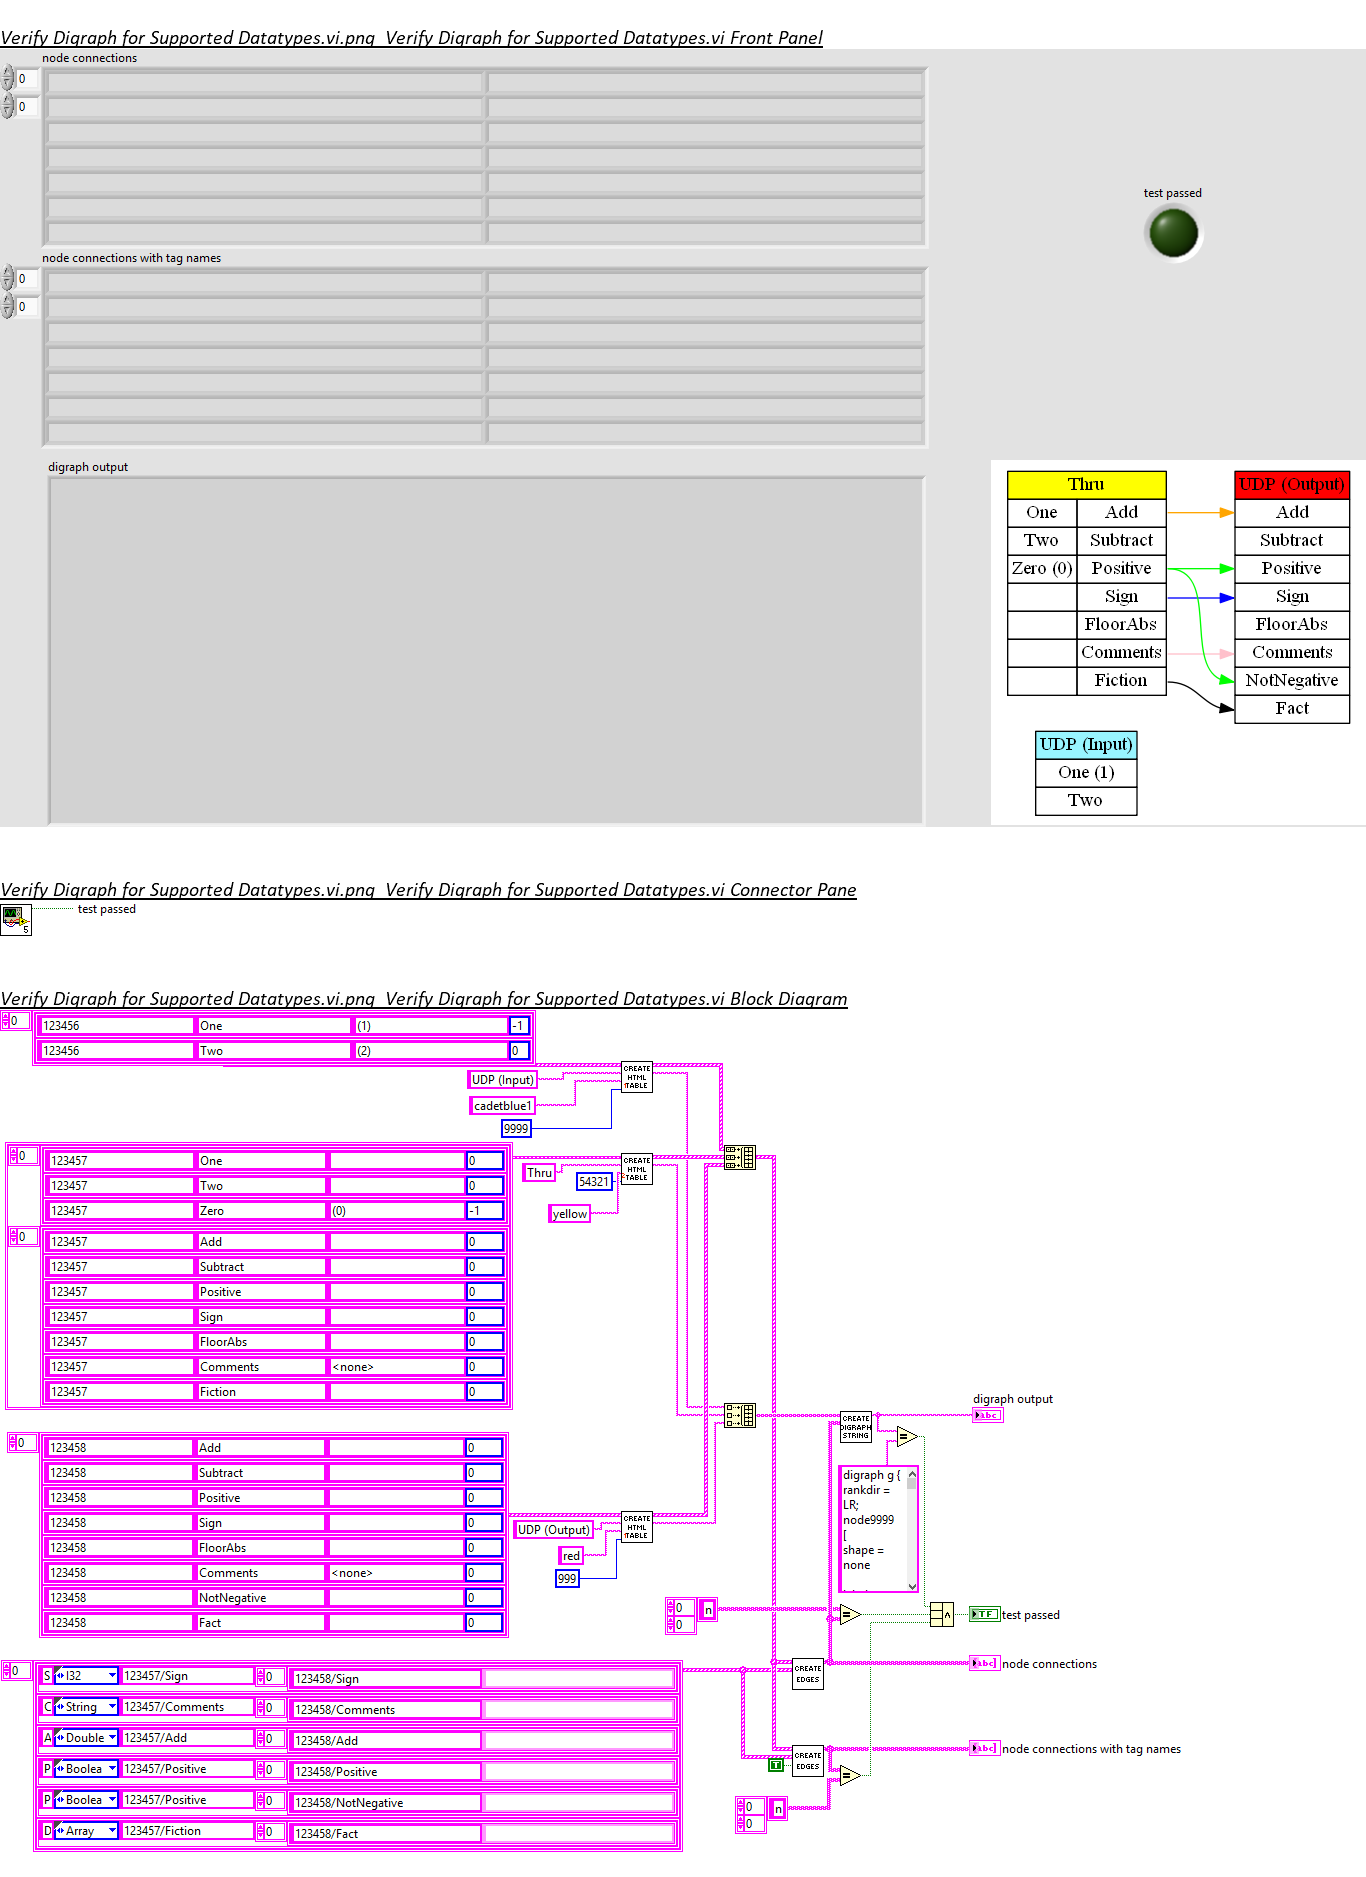 Verify Digraph for Supported Datatypes.vi.png  Verify Digraph for Supported Datatypes.vi Front Panel
node connections
0
0
test passed
node connections with tag names
0
0
digraph output
Thru
UDP (Output)
One
Add
Add
Two
Subtract
Subtract
Zero (0)
Positive
Positive
Sign
Sign
FloorAbs
FloorAbs
Comments
Comments
Fiction
NotNegative
Fact
UDP (Input)
One (1)
Two
Verify Digraph for Supported Datatypes.vi.png  Verify Digraph for Supported Datatypes.vi Connector Pane
5
test passed
Verify Digraph for Supported Datatypes.vi.png  Verify Digraph for Supported Datatypes.vi Block Diagram
0
123456 One (1) -1
123456 Two (2) 0
UDP (Input)
cadetblue1
9999
CREATE
HTML
TABLE
0
123457 One 0
123457 Two 0
123457 Zero (0) -1
0
123457 Add 0
123457 Subtract 0
123457 Positive 0
123457 Sign 0
123457 FloorAbs 0
123457 Comments <none> 0
123457 Fiction 0
Thru
54321
yellow
CREATE
HTML
TABLE
0
123458 Add 0
123458 Subtract 0
123458 Positive 0
123458 Sign 0
123458 FloorAbs 0
123458 Comments <none> 0
123458 NotNegative 0
123458 Fact 0
UDP (Output)
red
999
CREATE
HTML
TABLE
CREATE
DIGRAPH
STRING
digraph output
abc
=
digraph g {
rankdir =
LR;
node9999
[
shape =
none
0
0
n
=
TF
test passed
0
S I32 123457/Sign 0 123458/Sign
C String 123457/Comments 0 123458/Comments
A Double 123457/Add 0 123458/Add
P Boolea 123457/Positive 0 123458/Positive
P Boolea 123457/Positive 0 123458/NotNegative
D Array 123457/Fiction 0 123458/Fact
CREATE
EDGES
abc
node connections
T
CREATE
EDGES
abc
node connections with tag names
=
0
0
n